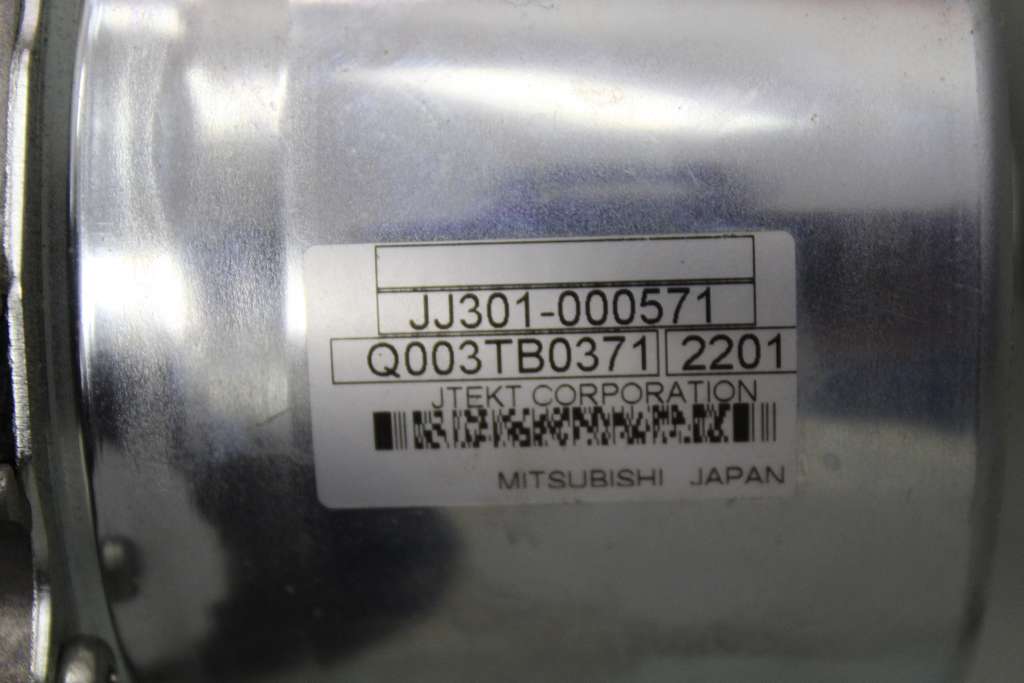 JJ301-000571
Q003TB0371 2201
JTEKT CORPORATION
MITSUBISHI JAPAN